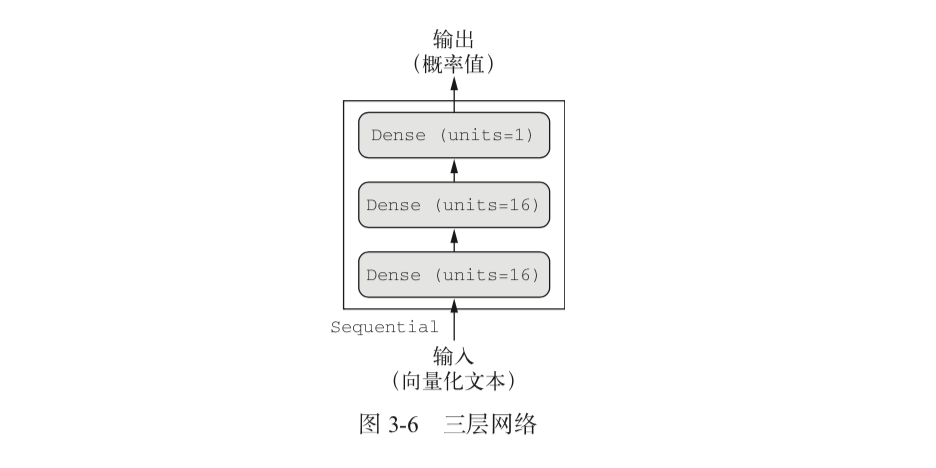 输出
（概率值）
Dense (units=1)
Dense (units=16)
Dense (units=16)
Sequential
输入
（向量化文本）
图 3-6 三层网络